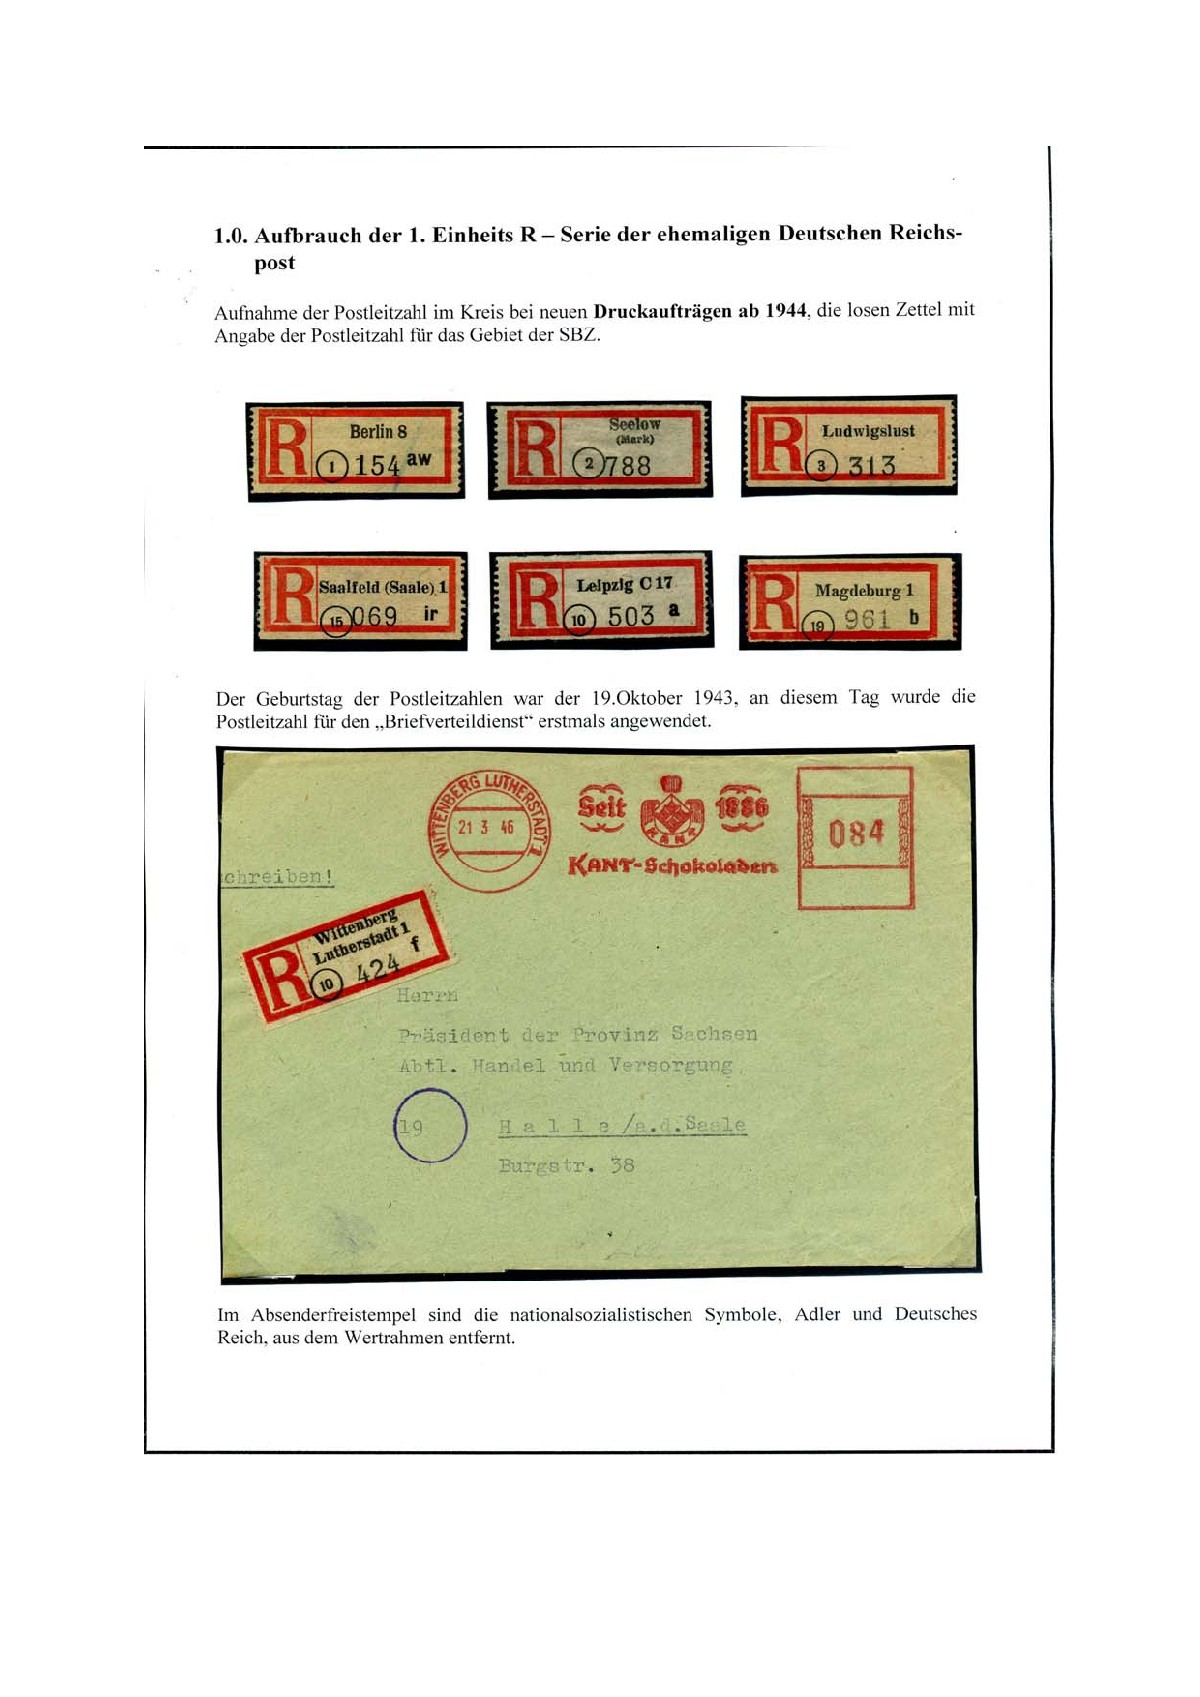 1.0. Aufbrauch der 1. Einheits R – Serie der ehemaligen Deutschen Reichs-
post
Aufnahme der Postleitzahl im Kreis bei neuen Druckaufträgen ab 1944, die losen Zettel mit
Angabe der Postleitzahl für das Gebiet der SBZ.
R Berlin 8
1 154 aw
R Seelow
(Mark)
2 788
R Ludwigslust
3 313
R Saalfeld (Saale) 1
15 069 ir
R Leipzig C 17
10 503 a
R Magdeburg 1
19 961 b
Der Geburtstag der Postleitzahlen war der 19.Oktober 1943, an diesem Tag wurde die
Postleitzahl für den „Briefverteildienst“ erstmals angewendet.
WITTENBERG LUTHERSTADT 1
21 3 46
Seit 1886
KANT
KANT-Schokoladen
084
chreiben!
R Wittenberg
Lutherstadt 1
10 424 f
Herrn
Präsident der Provinz Sachsen
Abtl. Handel und Versorgung
19 H a l l e /a.d.Saale
Burgstr. 38
Im Absenderfreistempel sind die nationalsozialistischen Symbole, Adler und Deutsches
Reich, aus dem Wertrahmen entfernt.